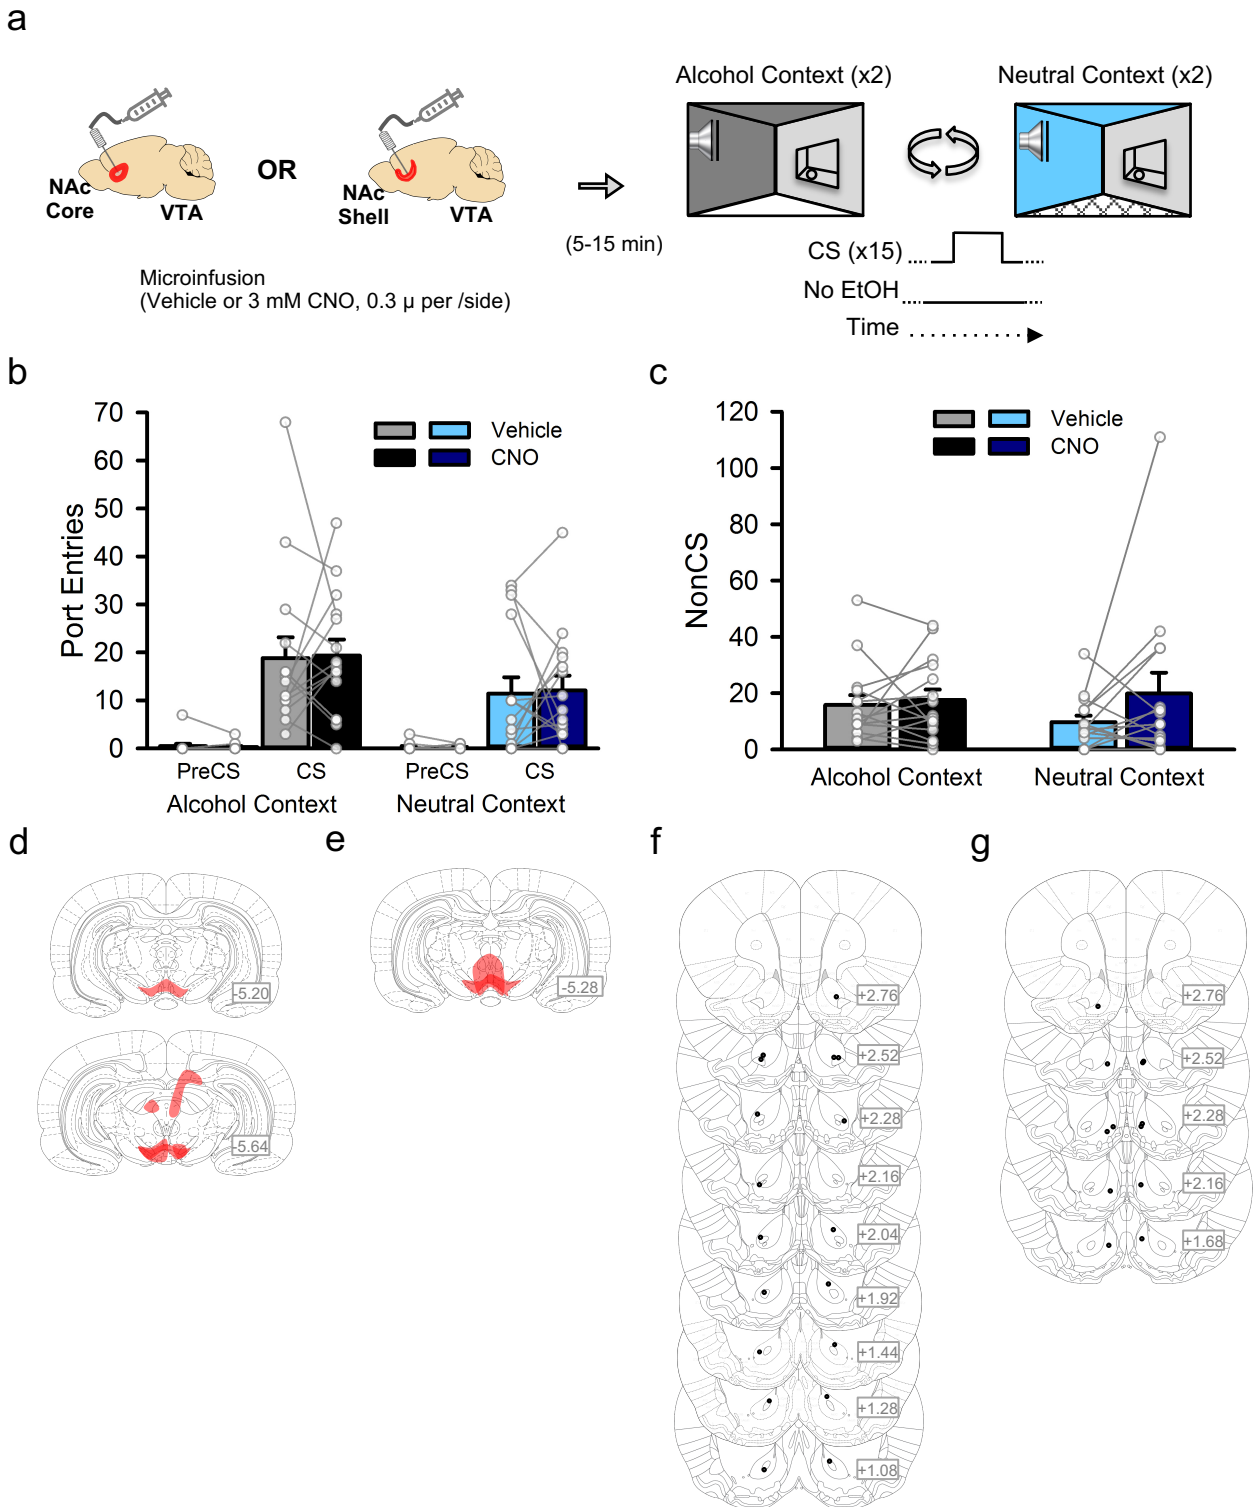 a
Alcohol Context (x2)
Neutral Context (x2)
NAc
Core
VTA
OR
NAc
Shell
VTA
(5-15 min)
Microinfusion
(Vehicle or 3 mM CNO, 0.3 μ per /side)
CS (x15)
No EtOH
Time
b
Port Entries
70
60
50
40
30
20
10
0
Vehicle
CNO
PreCS
CS
PreCS
CS
Alcohol Context
Neutral Context
c
NonCS
120
100
80
60
40
20
0
Vehicle
CNO
Alcohol Context
Neutral Context
d
-5.20
-5.64
e
-5.28
f
+2.76
+2.52
+2.28
+2.16
+2.04
+1.92
+1.44
+1.28
+1.08
g
+2.76
+2.52
+2.28
+2.16
+1.68